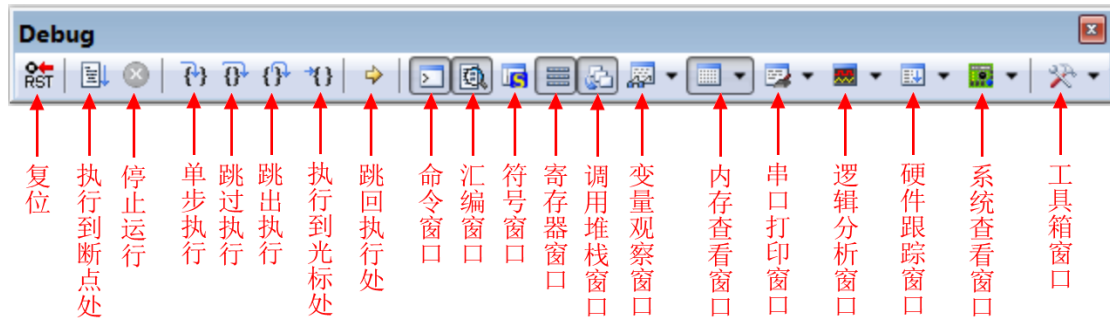 Debug
RST
复位
执行到断点处
停止运行
单步执行
跳过执行
跳出执行
执行到光标处
跳回执行处
命令窗口
汇编窗口
符号窗口
寄存器窗口
调用堆栈窗口
变量观察窗口
内存查看窗口
串口打印窗口
逻辑分析窗口
硬件跟踪窗口
系统查看窗口
工具箱窗口